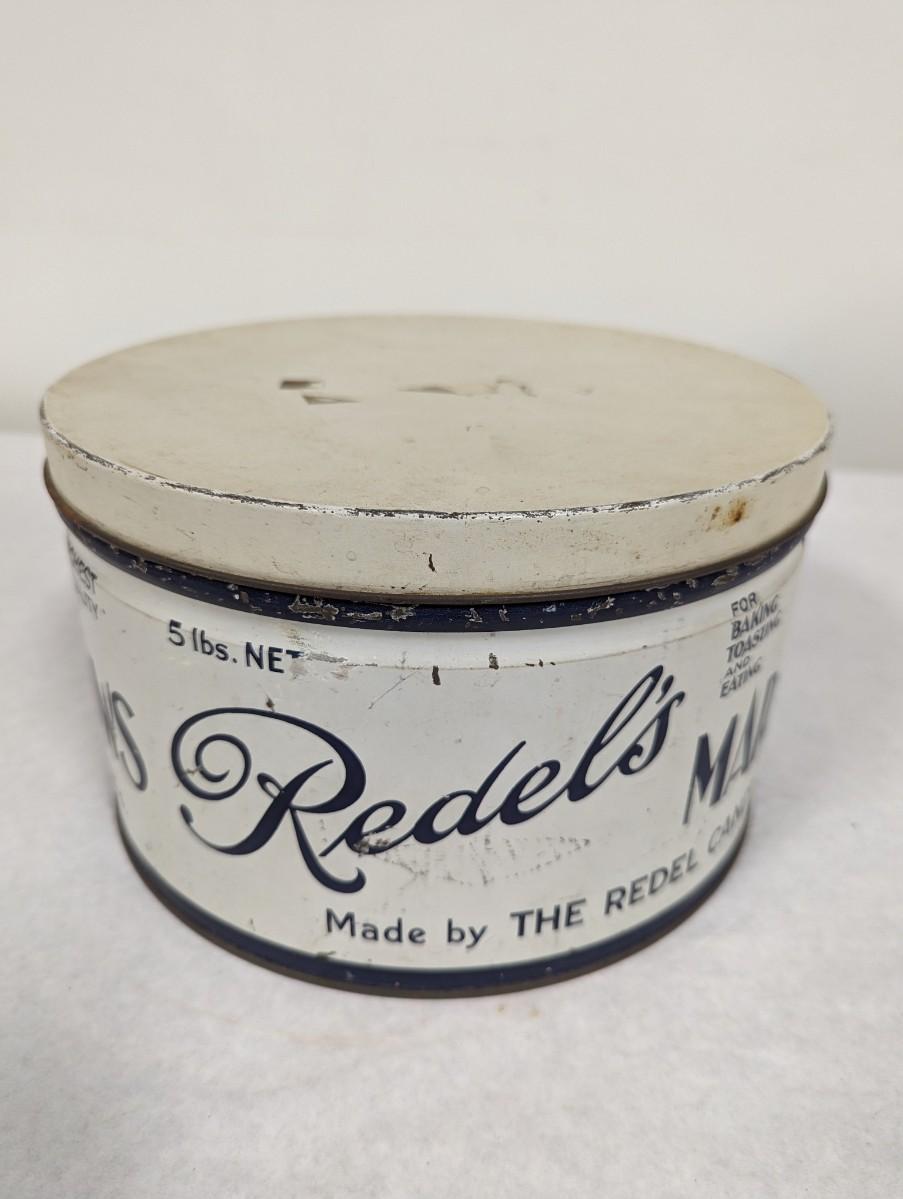 5 lbs. NET
Redel's
Made by THE REDEL
FOR
BAKING
TOASTING
AND
EATING